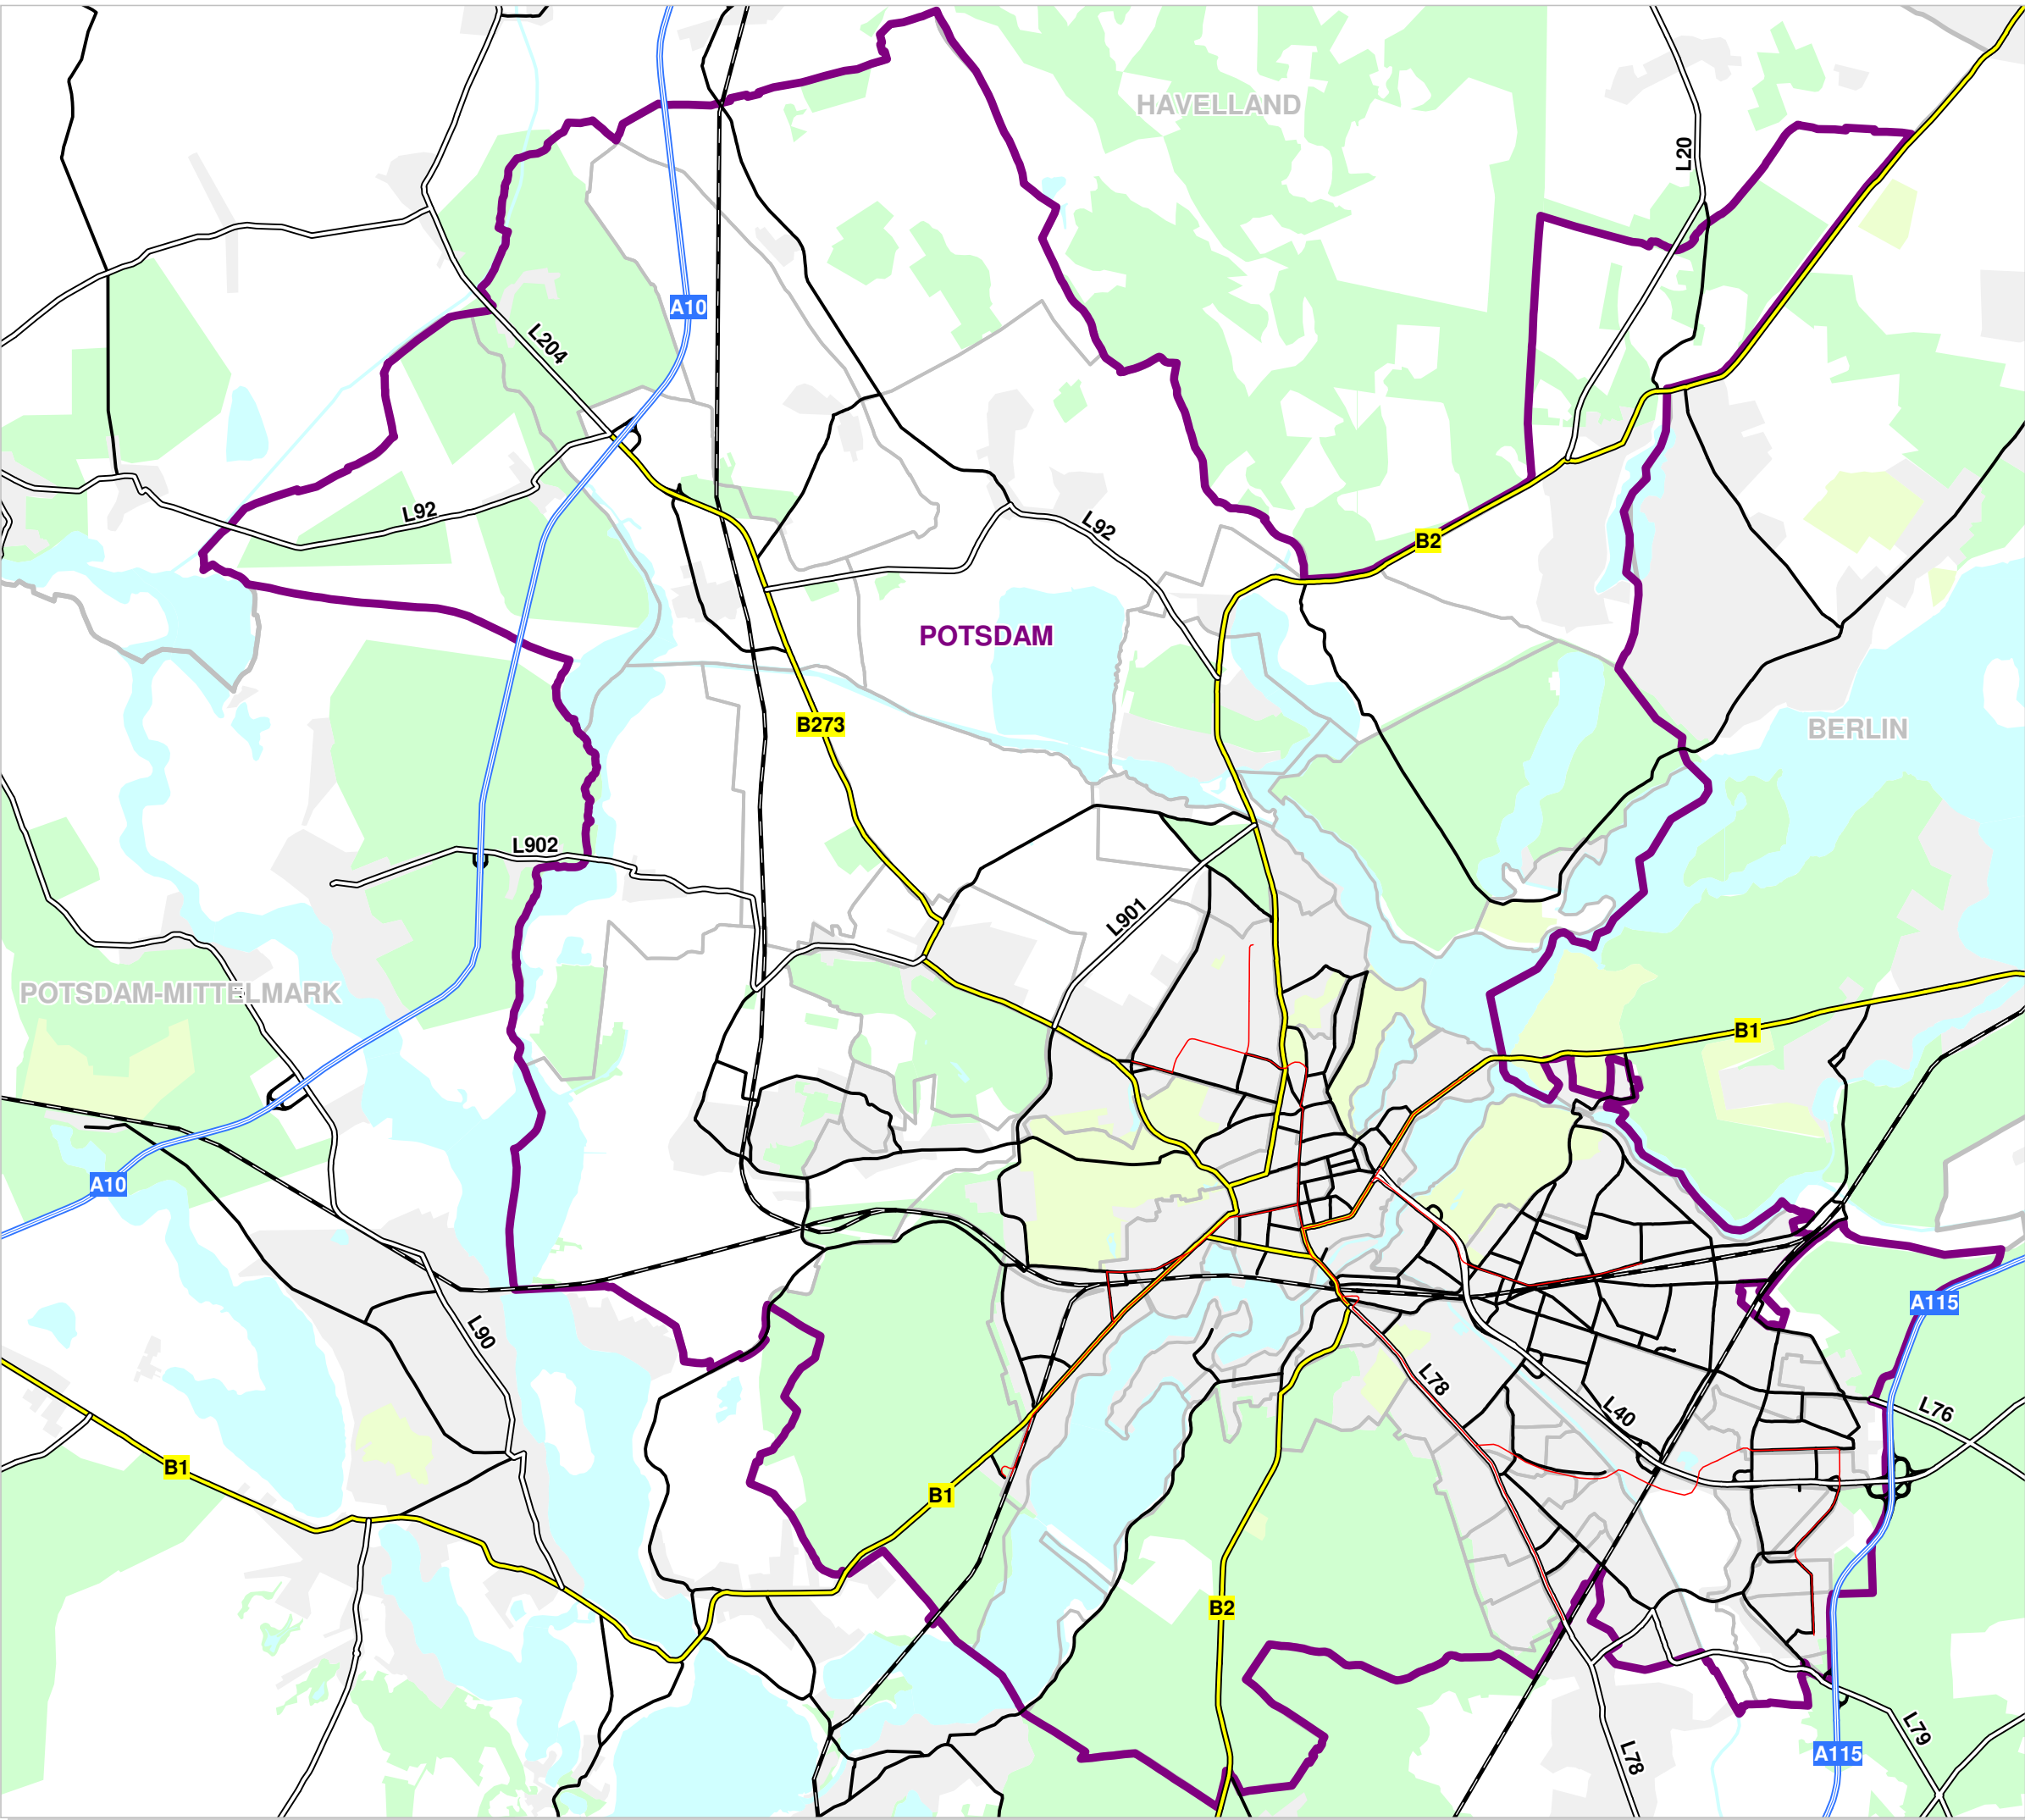 HAVELLAND
L20
A10
L204
L92
L92
B2
POTSDAM
B273
BERLIN
L902
L901
POTSDAM-MITTELMARK
B1
A10
A115
L90
L78
L40
L76
B1
B1
B2
L78
L79
A115